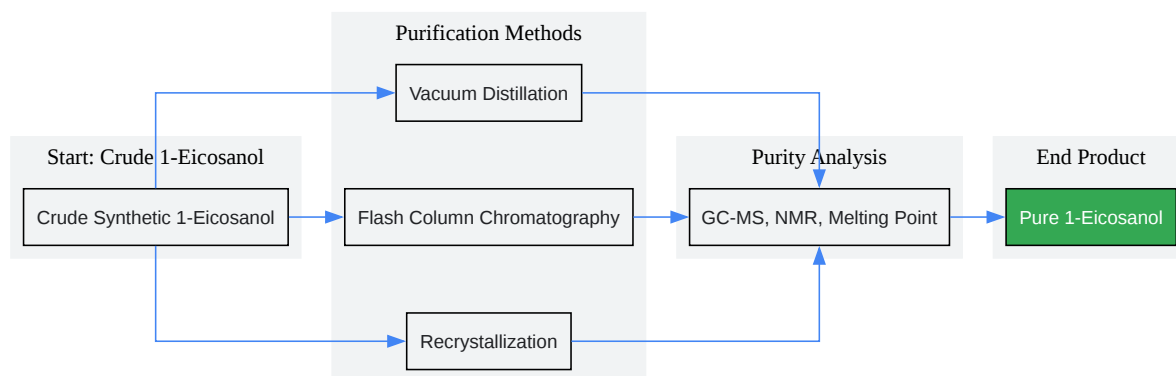 Purification Methods
Vacuum Distillation
Start: Crude 1-Eicosanol
Purity Analysis
End Product
Crude Synthetic 1-Eicosanol
Flash Column Chromatography
GC-MS, NMR, Melting Point
Pure 1-Eicosanol
Recrystallization